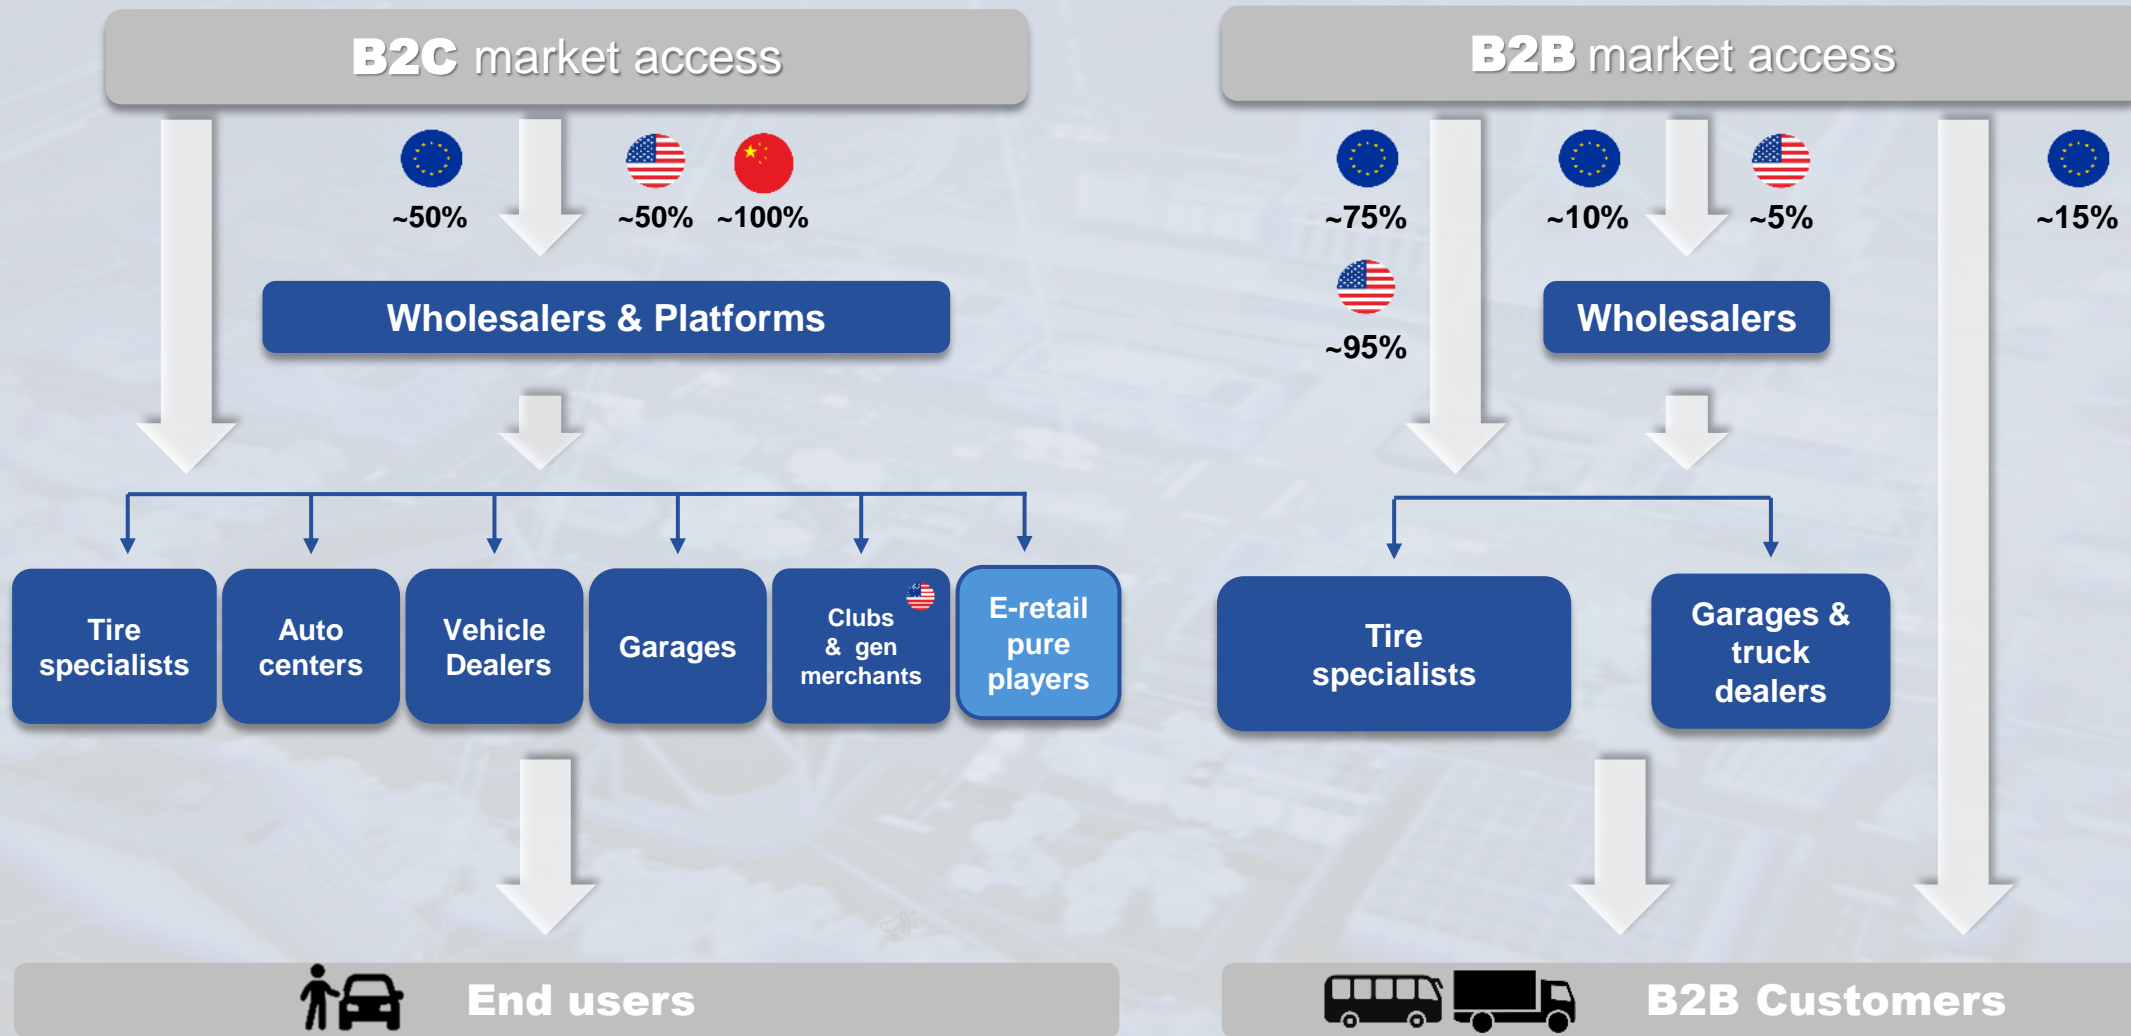 B2C market access
~50%
~50%
~100%
Wholesalers & Platforms
Tire
specialists
Auto
centers
Vehicle
Dealers
Garages
Clubs
& gen
merchants
E-retail
pure
players
End users
B2B market access
~75%
~10%
~5%
~15%
~95%
Wholesalers
Tire
specialists
Garages &
truck
dealers
B2B Customers